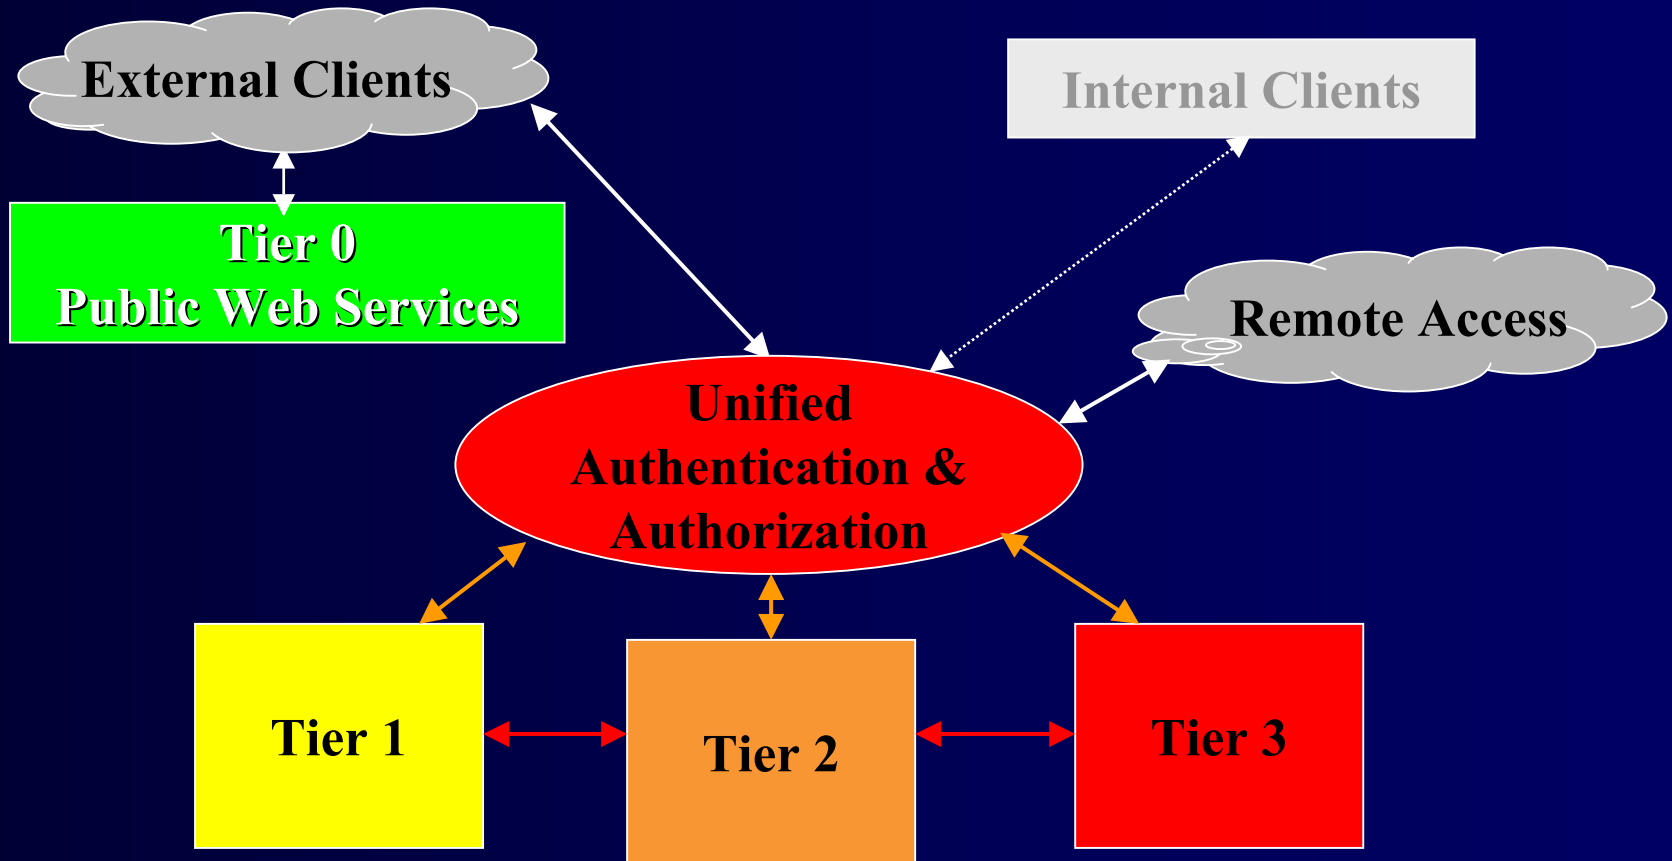 External Clients
Internal Clients
Tier 0
Public Web Services
Remote Access
Unified
Authentication &
Authorization
Tier 1
Tier 2
Tier 3